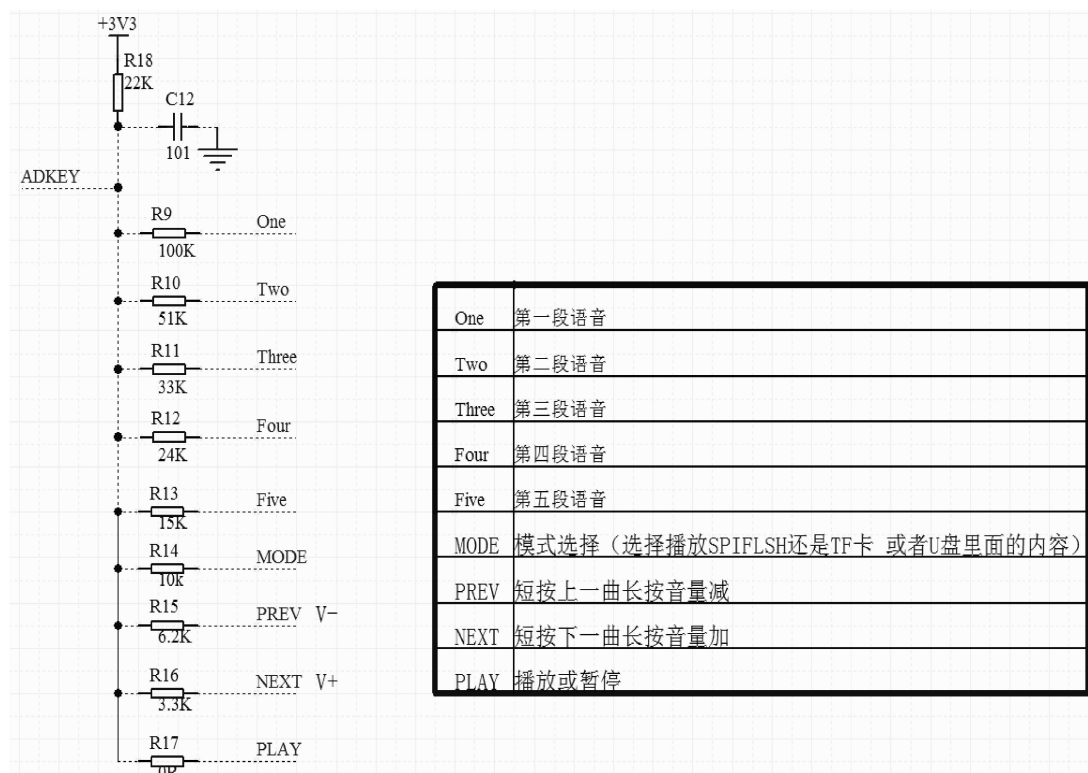 +3V3
R18
22K
C12
101
ADKEY
R9
One
100K
R10
Two
51K
R11
Three
33K
R12
Four
24K
R13
Five
15K
R14
MODE
10k
R15
PREV V-
6.2K
R16
NEXT V+
3.3K
R17
PLAY
0R
One 第一段语音
Two 第二段语音
Three 第三段语音
Four 第四段语音
Five 第五段语音
MODE 模式选择（选择播放SPIFLSH还是TF卡 或者U盘里面的内容）
PREV 短按上一曲长按音量减
NEXT 短按下一曲长按音量加
PLAY 播放或暂停